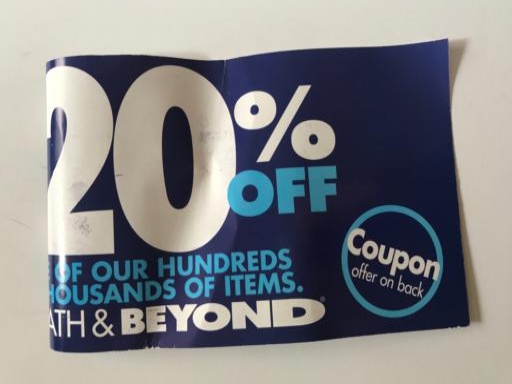 20%
OFF
OF OUR HUNDREDS
HOUSANDS OF ITEMS.
ATH & BEYOND®
Coupon
offer on back